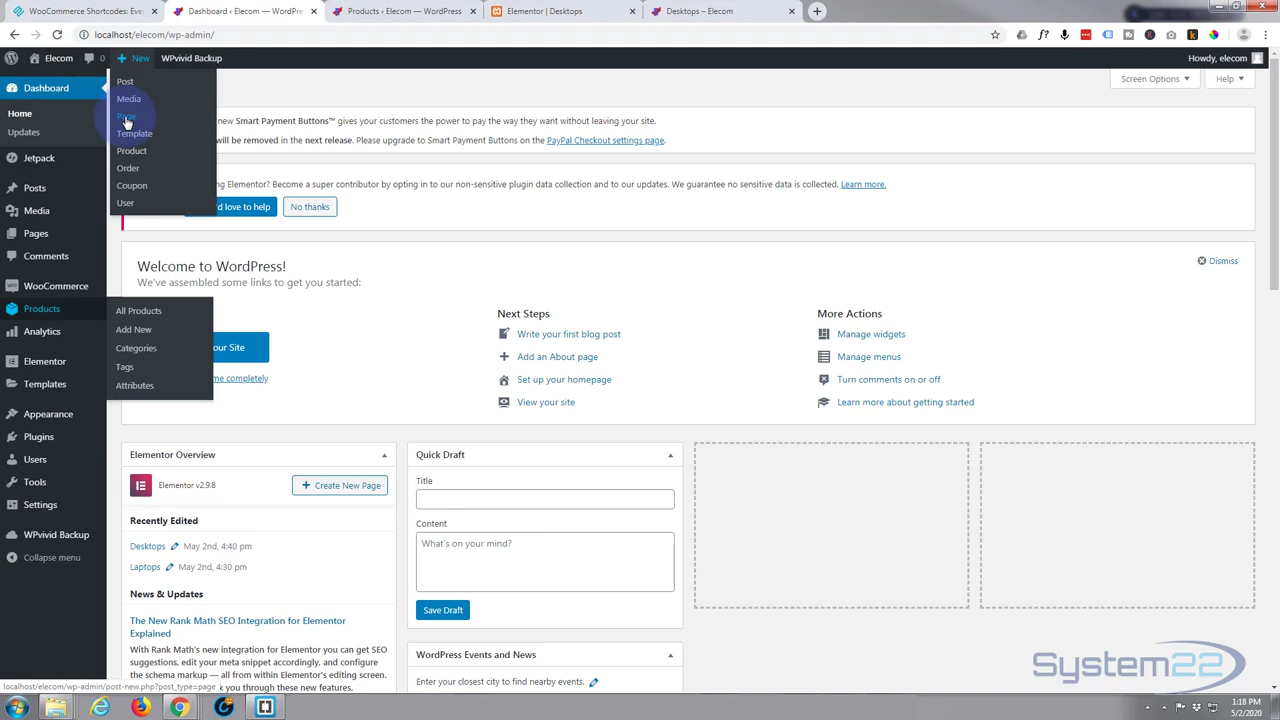 WooCommerce Shortcodes: Eve
Dashboard ‹ Elecom — WordPre
Products ‹ Elecom — WordPress
Elementor | Desktops
Desktops – Elecom
localhost/elecom/wp-admin/
Elecom
0
New
WPvivid Backup
Howdy, elecom
Dashboard
Home
Updates
Jetpack
Posts
Media
Pages
Comments
WooCommerce
Products
Analytics
Elementor
Templates
Appearance
Plugins
Users
Tools
Settings
WPvivid Backup
Collapse menu
Post
Media
Page
Template
Product
Order
Coupon
User
All Products
Add New
Categories
Tags
Attributes
Screen Options
Help
new Smart Payment Buttons™ gives your customers the power to pay the way they want without leaving your site.
will be removed in the next release. Please upgrade to Smart Payment Buttons on the PayPal Checkout settings page.
ing Elementor? Become a super contributor by opting in to our non-sensitive plugin data collection and to our updates. We guarantee no sensitive data is collected. Learn more.
d love to help
No thanks
Welcome to WordPress!
We've assembled some links to get you started:
Dismiss
our Site
me completely
Next Steps
Write your first blog post
Add an About page
Set up your homepage
View your site
More Actions
Manage widgets
Manage menus
Turn comments on or off
Learn more about getting started
Elementor Overview
Elementor v2.9.8
Create New Page
Recently Edited
Desktops
May 2nd, 4:40 pm
Laptops
May 2nd, 4:30 pm
News & Updates
The New Rank Math SEO Integration for Elementor
Explained
With Rank Math's new integration for Elementor you can get SEO
suggestions, edit your meta snippet accordingly, and configure
the schema markup — all from within Elementor's editing screen.
k you through these new features.
Quick Draft
Title
Content
What's on your mind?
Save Draft
WordPress Events and News
Enter your closest city to find nearby events.
localhost/elecom/wp-admin/post-new.php?post_type=page
System22
1:18 PM
5/2/2020